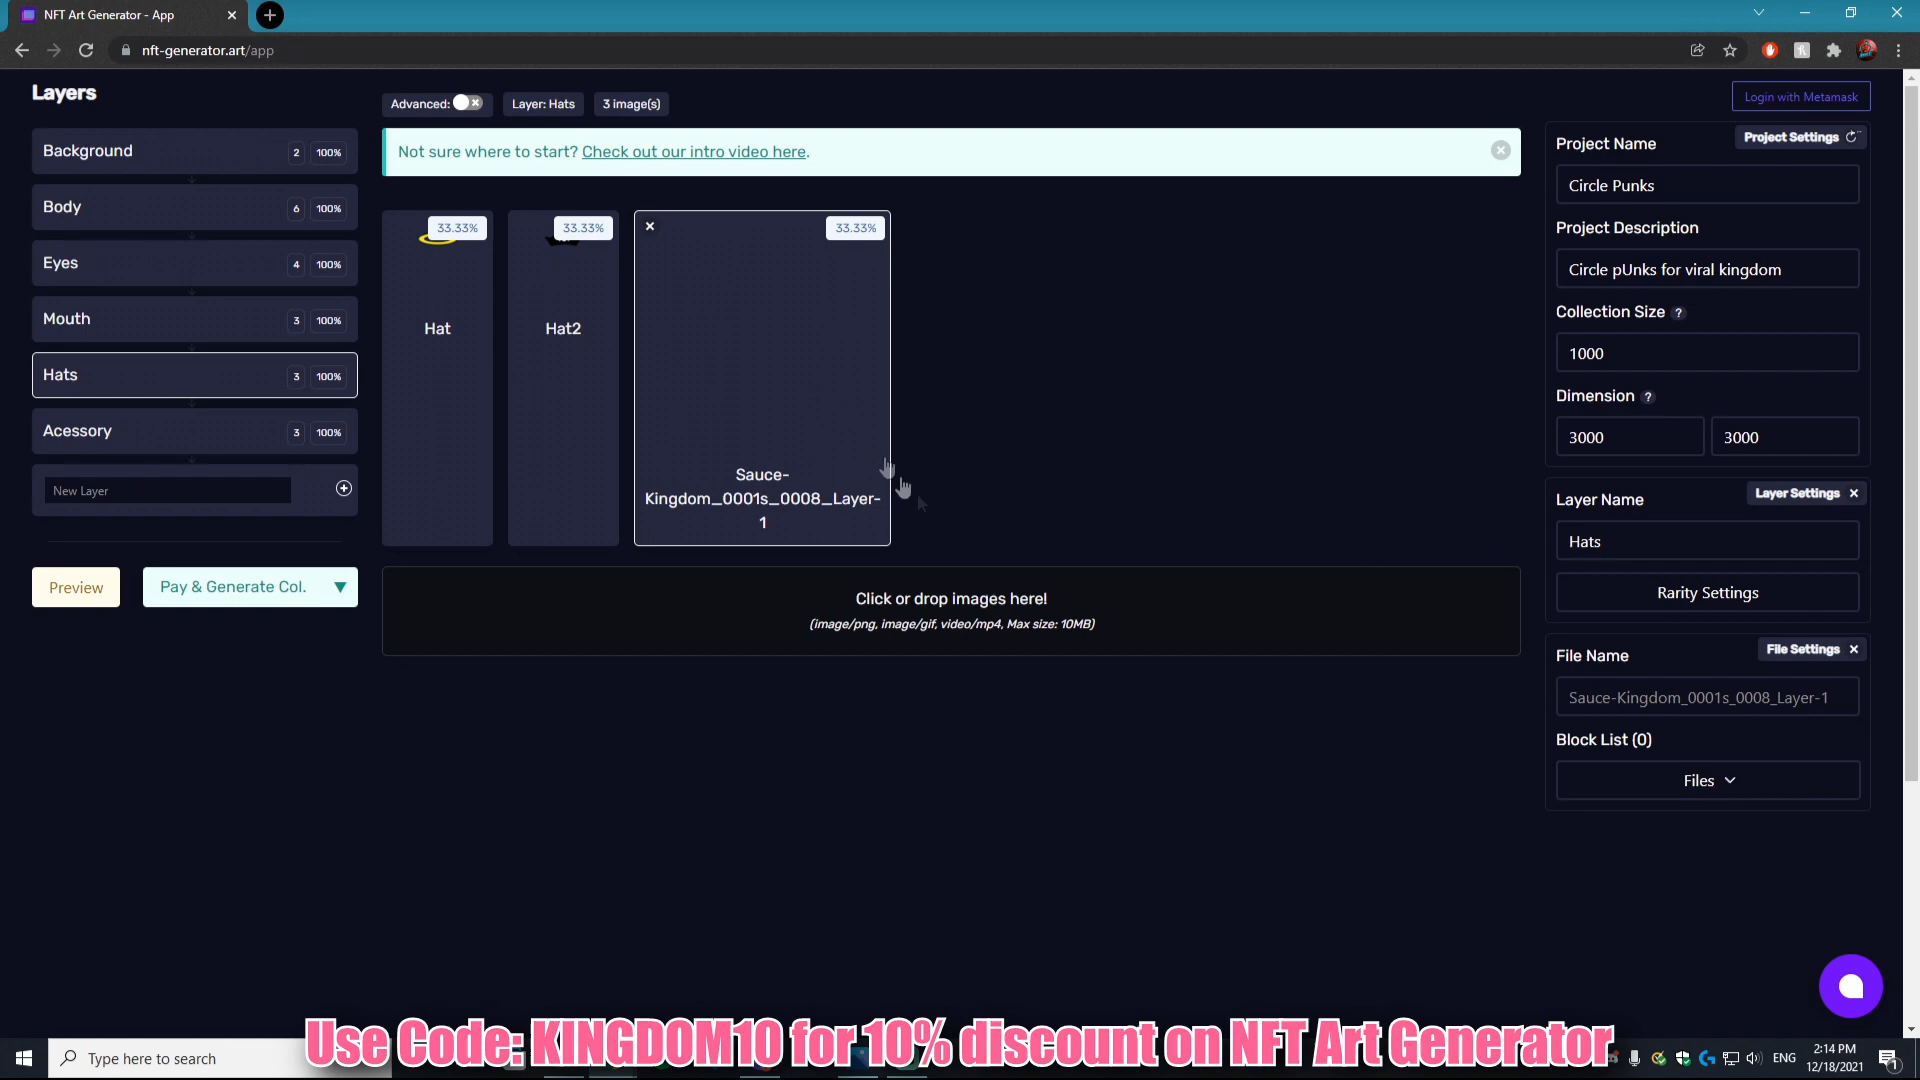 NFT Art Generator - App
nft-generator.art/app
Layers
Advanced:
Layer: Hats
3 image(s)
Login with Metamask
Not sure where to start? Check out our intro video here.
Background 2 100%
Body 6 100%
Eyes 4 100%
Mouth 3 100%
Hats 3 100%
Acessory 3 100%
New Layer
Preview
Pay & Generate Col.
33.33%
Hat
33.33%
Hat2
33.33%
Sauce-
Kingdom_0001s_0008_Layer-
1
Click or drop images here!
(image/png, image/gif, video/mp4, Max size: 10MB)
Project Name
Project Settings
Circle Punks
Project Description
Circle pUnks for viral kingdom
Collection Size ?
1000
Dimension ?
3000
3000
Layer Name
Layer Settings
Hats
Rarity Settings
File Name
File Settings
Sauce-Kingdom_0001s_0008_Layer-1
Block List (0)
Files
Use Code: KINGDOM10 for 10% discount on NFT Art Generator
Type here to search
ENG
2:14 PM
12/18/2021
1